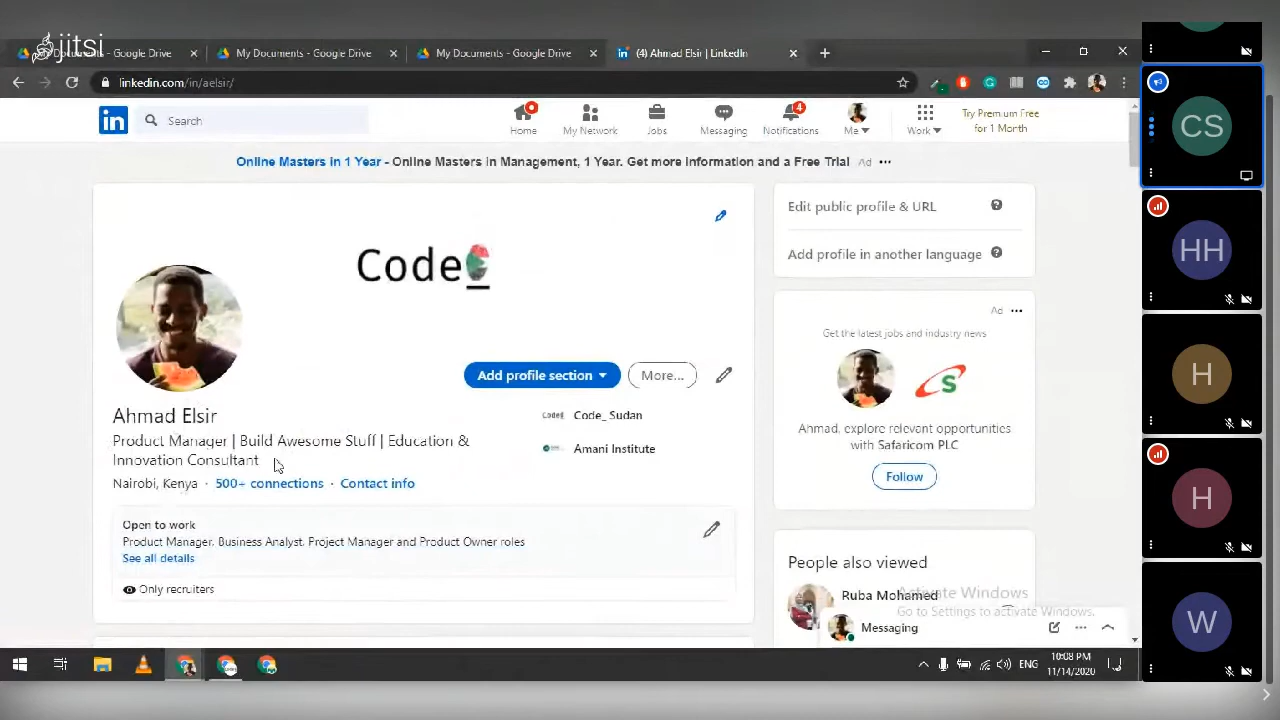 jitsi
My Documents - Google Drive
My Documents - Google Drive
My Documents - Google Drive
(4) Ahmad Elsir | LinkedIn
linkedin.com/in/aelsir/
Search
Home
My Network
Jobs
Messaging
4
Notifications
Me
Work
Try Premium Free
for 1 Month
Online Masters in 1 Year - Online Masters in Management, 1 Year. Get more information and a Free Trial Ad
Code_
Add profile section
More...
Ahmad Elsir
Product Manager | Build Awesome Stuff | Education &
Innovation Consultant
Nairobi, Kenya · 500+ connections · Contact info
Code_ Sudan
Amani Institute
Open to work
Product Manager, Business Analyst, Project Manager and Product Owner roles
See all details
Only recruiters
Edit public profile & URL
Add profile in another language
Ad
Get the latest jobs and industry news
Ahmad, explore relevant opportunities
with Safaricom PLC
Follow
People also viewed
Ruba Mohamed
Activate Windows
Go to Settings to activate Windows.
Messaging
ENG
10:08 PM
11/14/2020
CS
HH
H
H
W